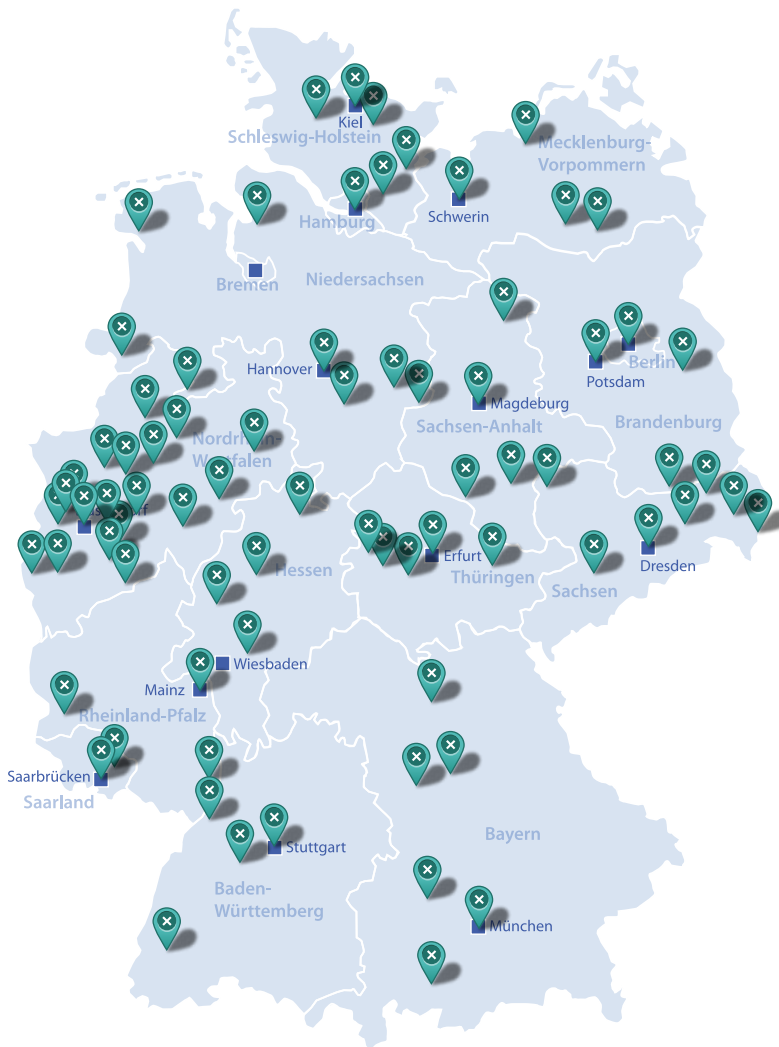 Kiel
Schleswig-Holstein
Mecklenburg-
Vorpommern
Schwerin
Hamburg
Bremen
Niedersachsen
Hannover
Berlin
Potsdam
Magdeburg
Sachsen-Anhalt
Brandenburg
Nordrhein-
Westfalen
Hessen
Erfurt
Thüringen
Sachsen
Dresden
Wiesbaden
Mainz
Rheinland-Pfalz
Saarbrücken
Saarland
Stuttgart
Bayern
Baden-
Württemberg
München